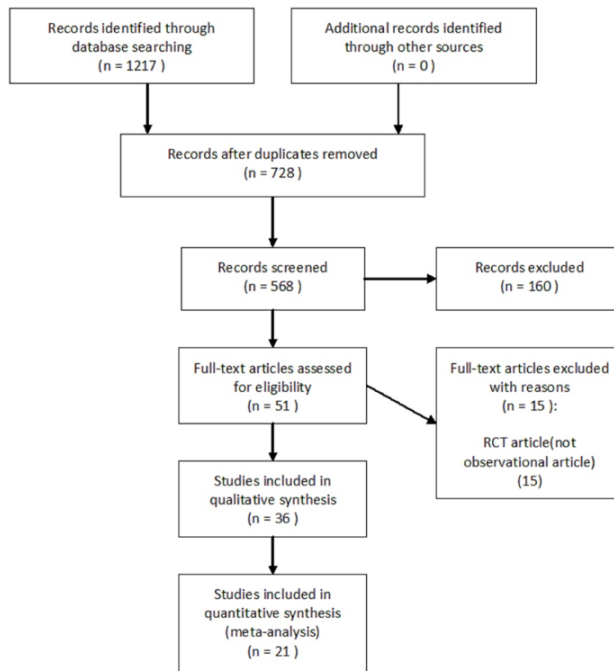 Records identified through
database searching
(n = 1217 )
Additional records identified
through other sources
(n = 0 )
Records after duplicates removed
(n = 728 )
Records screened
(n = 568 )
Records excluded
(n = 160 )
Full-text articles assessed
for eligibility
(n = 51 )
Full-text articles excluded
with reasons
(n = 15 ):
RCT article(not
observational article)
(15)
Studies included in
qualitative synthesis
(n = 36 )
Studies included in
quantitative synthesis
(meta-analysis)
(n = 21 )